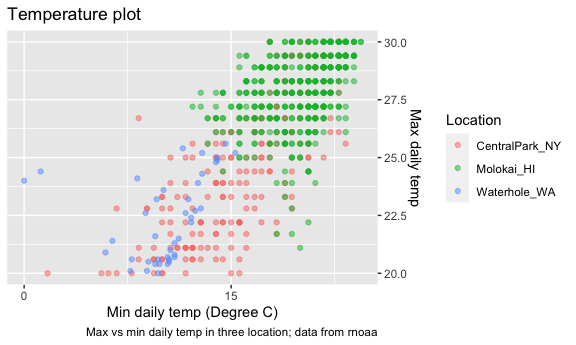 Temperature plot
30.0
27.5
25.0
22.5
20.0
Max daily temp
0
15
Min daily temp (Degree C)
Max vs min daily temp in three location; data from rnoaa
Location
CentralPark_NY
Molokai_HI
Waterhole_WA